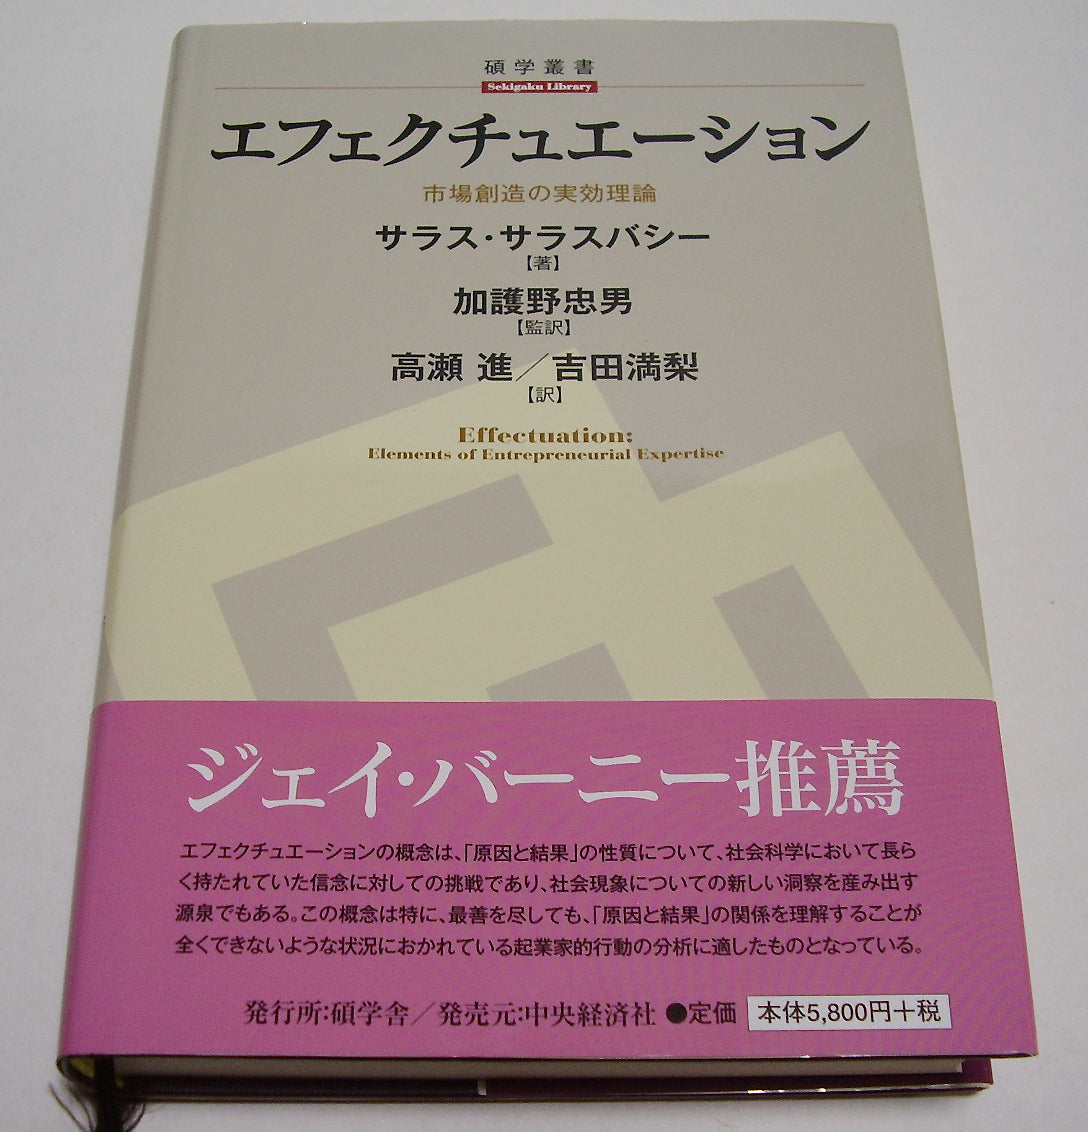 碩学叢書
Sekigaku Library
エフェクチュエーション
市場創造の実効理論
サラス・サラスバシー
【著】
加護野忠男
【監訳】
高瀬 進／吉田満梨
【訳】
Effectuation:
Elements of Entrepreneurial Expertise
ジェイ・バーニー推薦
エフェクチュエーションの概念は、「原因と結果」の性質について、社会科学において長ら
く持たれていた信念に対しての挑戦であり、社会現象についての新しい洞察を産み出す
源泉でもある。この概念は特に、最善を尽しても、「原因と結果」の関係を理解することが
全くできないような状況におかれている起業家的行動の分析に適したものとなっている。
発行所:碩学舎／発売元:中央経済社 ●定価 本体5,800円+税